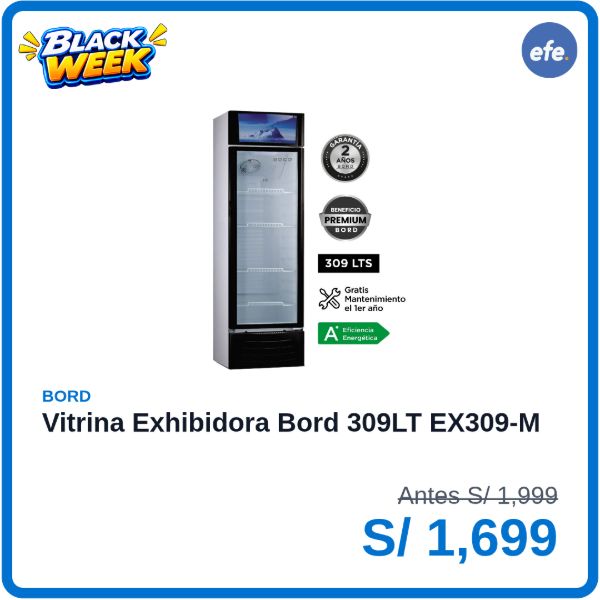 BLACK
WEEK
efe.
GARANTÍA
2
AÑOS
BORD
BENEFICIO
PREMIUM
BORD
309 LTS
Gratis
Mantenimiento
el 1er año
A+ Eficiencia
Energética
BORD
Vitrina Exhibidora Bord 309LT EX309-M
Antes S/ 1,999
S/ 1,699